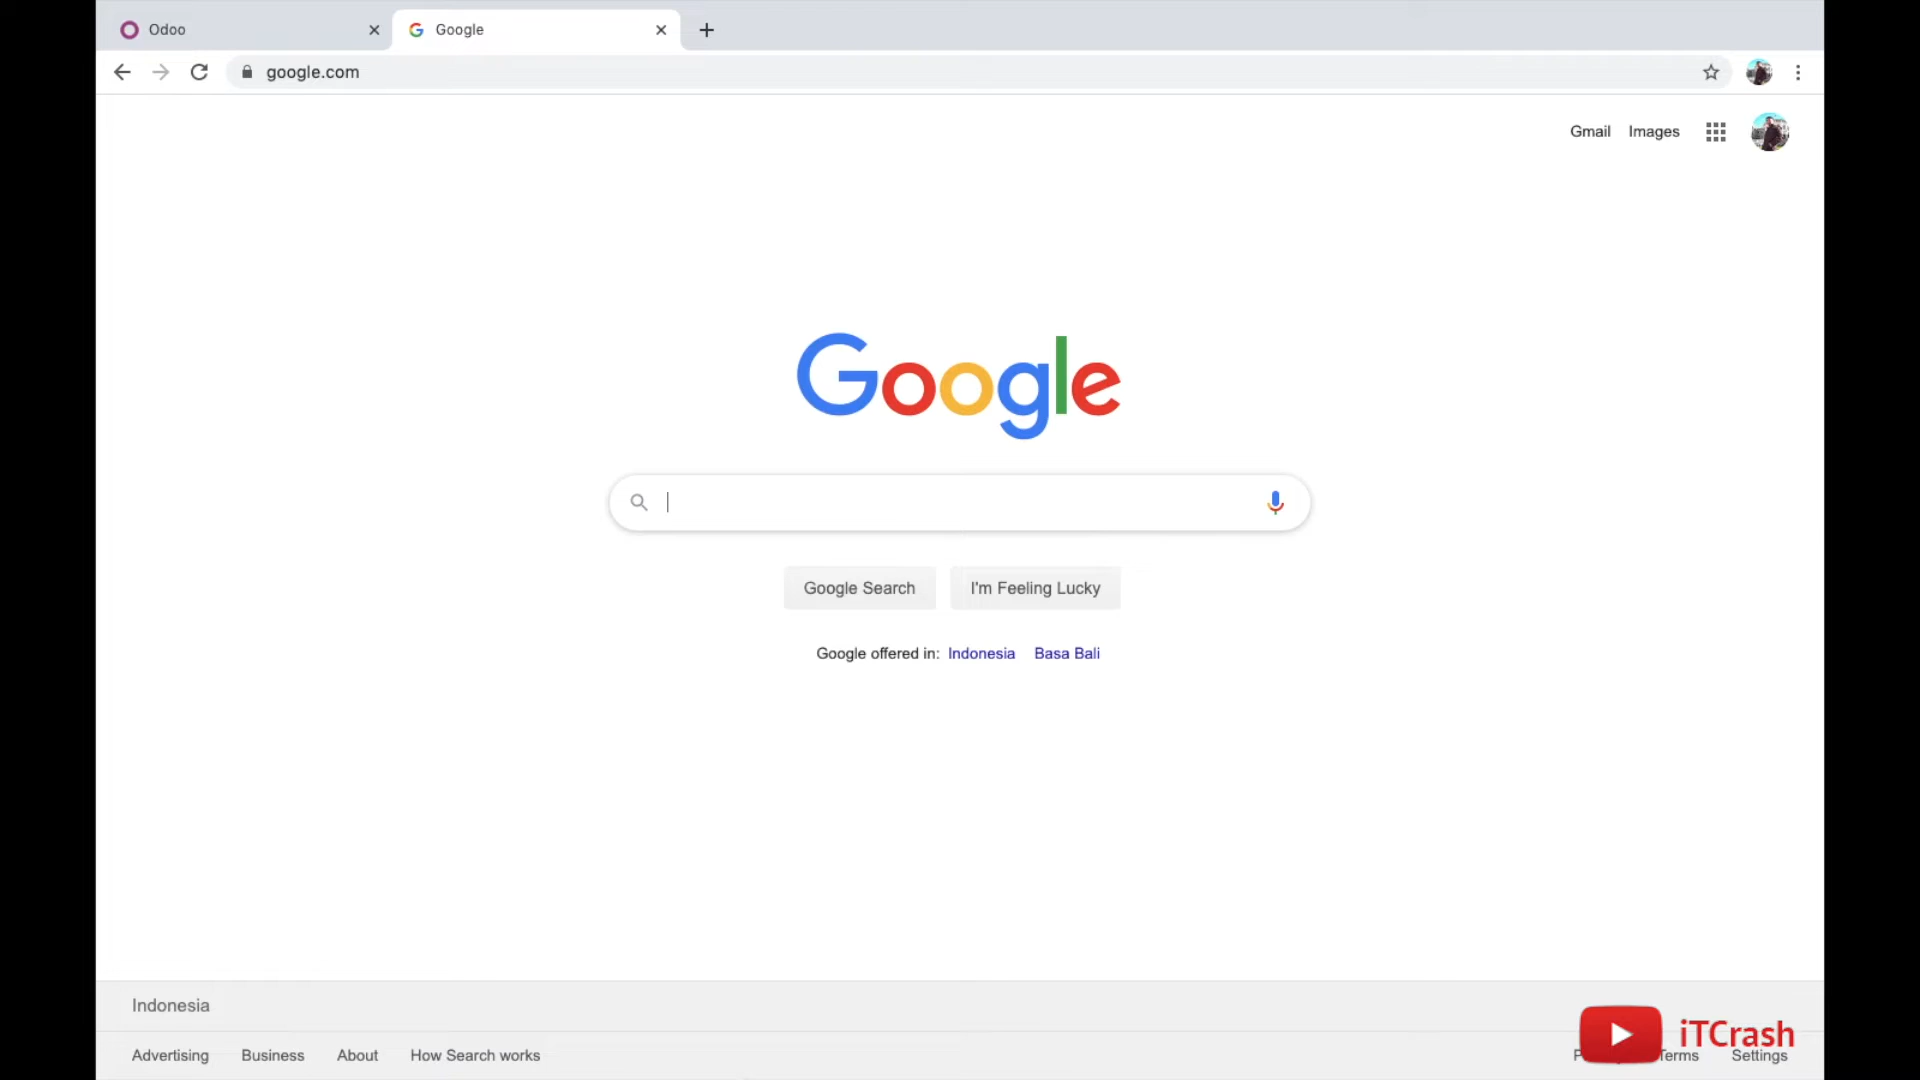 Odoo
Google
google.com
Gmail Images
Google
Google Search I'm Feeling Lucky
Google offered in: Indonesia Basa Bali
Indonesia
Advertising Business About How Search works Terms Settings
iTCrash